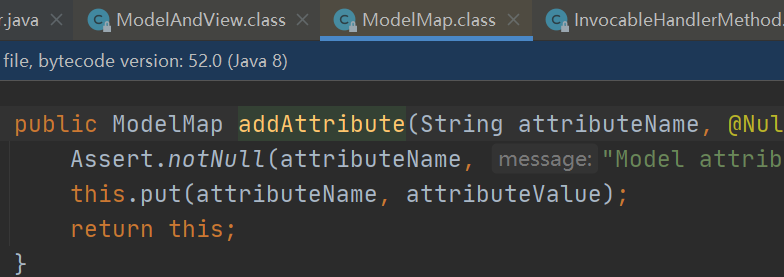 r.java ModelAndView.class ModelMap.class InvocableHandlerMethod.
file, bytecode version: 52.0 (Java 8)
public ModelMap addAttribute(String attributeName, @Nul
Assert.notNull(attributeName, message: "Model attrib
this.put(attributeName, attributeValue);
return this;
}